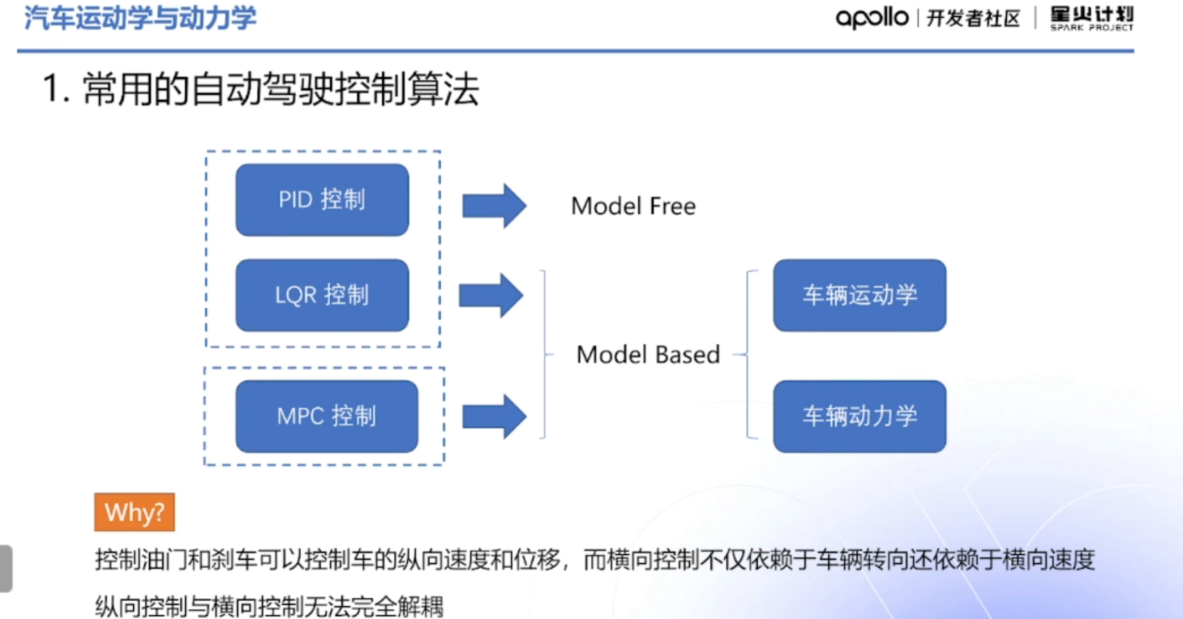 汽车运动学与动力学
apollo | 开发者社区 | 星火计划
SPARK PROJECT
1. 常用的自动驾驶控制算法
PID 控制
Model Free
LQR 控制
车辆运动学
Model Based
MPC 控制
车辆动力学
Why?
控制油门和刹车可以控制车的纵向速度和位移，而横向控制不仅依赖于车辆转向还依赖于横向速度
纵向控制与横向控制无法完全解耦